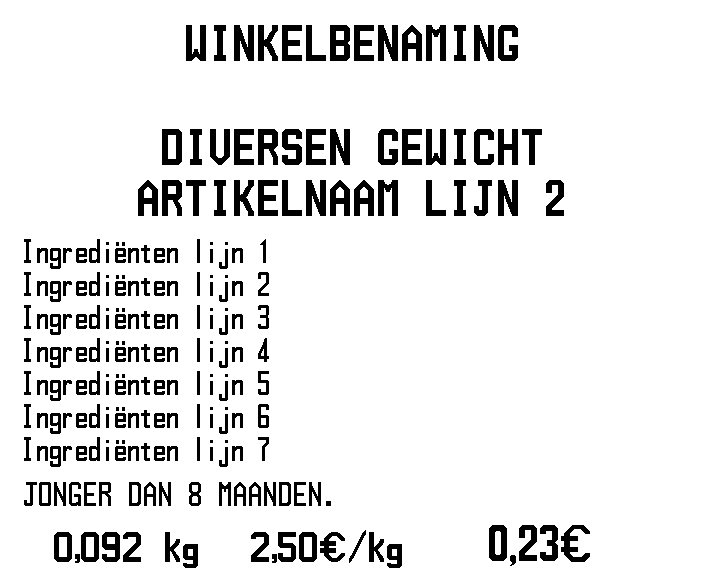 WINKELBENAMING
DIVERSEN GEWICHT
ARTIKELNAAM LIJN 2
Ingrediënten lijn 1
Ingrediënten lijn 2
Ingrediënten lijn 3
Ingrediënten lijn 4
Ingrediënten lijn 5
Ingrediënten lijn 6
Ingrediënten lijn 7
JONGER DAN 8 MAANDEN.
0,092 kg 2,50€/kg 0,23€